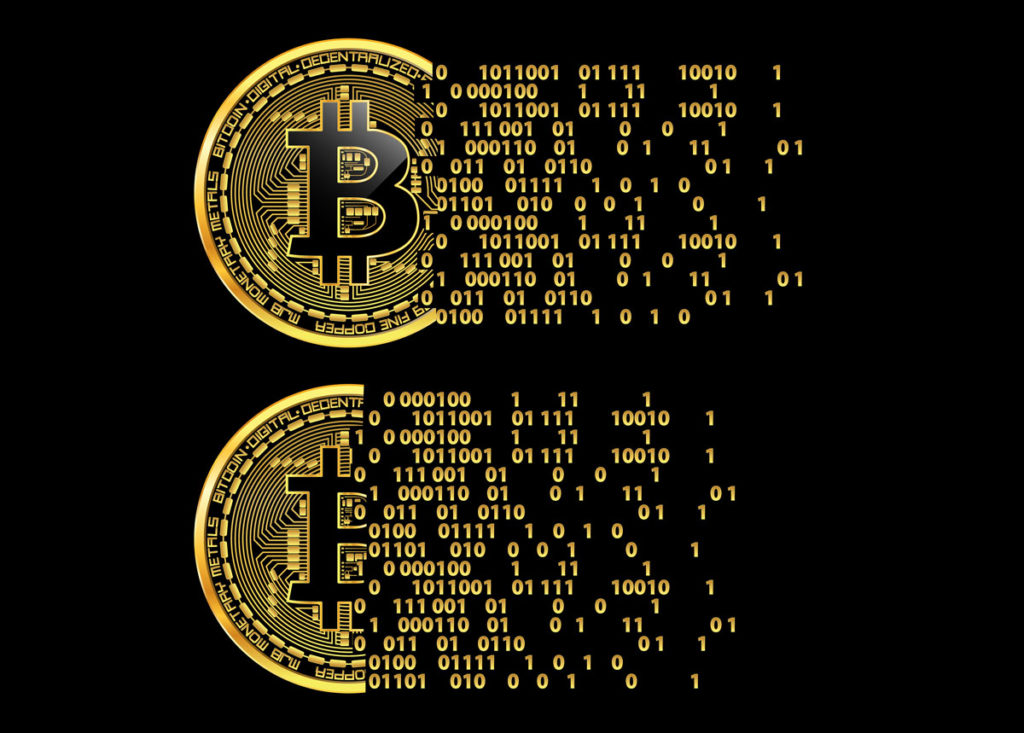 BITCOIN · DIGITAL · DECENTRALIZED
MJB MONETARY METALS
FINE COPPER
0 1011001 01 111 10010 1
1 0 000100 1 11 1
0 1011001 01 111 10010 1
0 111 001 01 0 0 1
1 000110 01 0 1 11 0 1
0 011 01 0110 0 1 1
0100 01111 1 0 1 0
01101 010 0 0 1 0 1
1 0 000100 1 11 1
0 1011001 01 111 10010 1
0 111 001 01 0 0 1
1 000110 01 0 1 11 0 1
0 011 01 0110 0 1 1
0100 01111 1 0 1 0
BITCOIN · DIGITAL · DECENT
MJB MONETARY METALS
COPPER
0 000100 1 11 1
0 1011001 01 111 10010 1
1 0 000100 1 11 1
0 1011001 01 111 10010 1
0 111 001 01 0 0 1
1 000110 01 0 1 11 0 1
0 011 01 0110 0 1 1
0100 01111 1 0 1 0
01101 010 0 0 1 0 1
0 000100 1 11 1
0 1011001 01 111 10010 1
0 111 001 01 0 0 1
1 000110 01 0 1 11 0 1
0 011 01 0110 0 1 1
0100 01111 1 0 1 0
01101 010 0 0 1 0 1